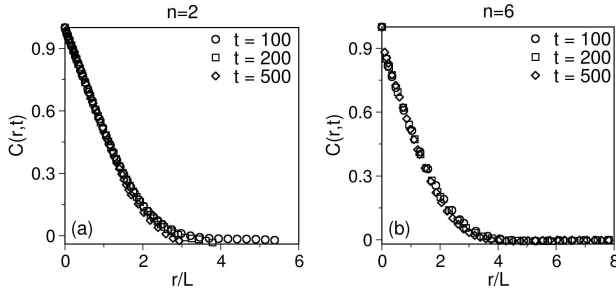 n=2
0.9
0.6
0.3
0
C(r,t)
t = 100
t = 200
t = 500
(a)
0 2 4 6
r/L
n=6
0.9
0.6
0.3
0
C(r,t)
t = 100
t = 200
t = 500
(b)
0 2 4 6 8
r/L